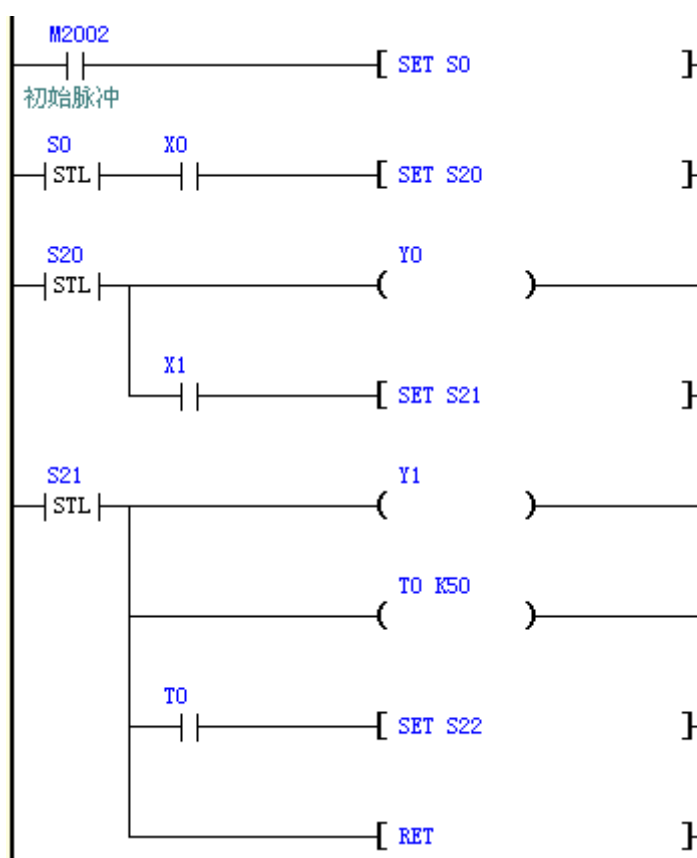 M2002
SET S0
初始脉冲
S0 X0
STL SET S20
S20 Y0
STL
X1
SET S21
S21 Y1
STL
T0 K50
T0
SET S22
RET